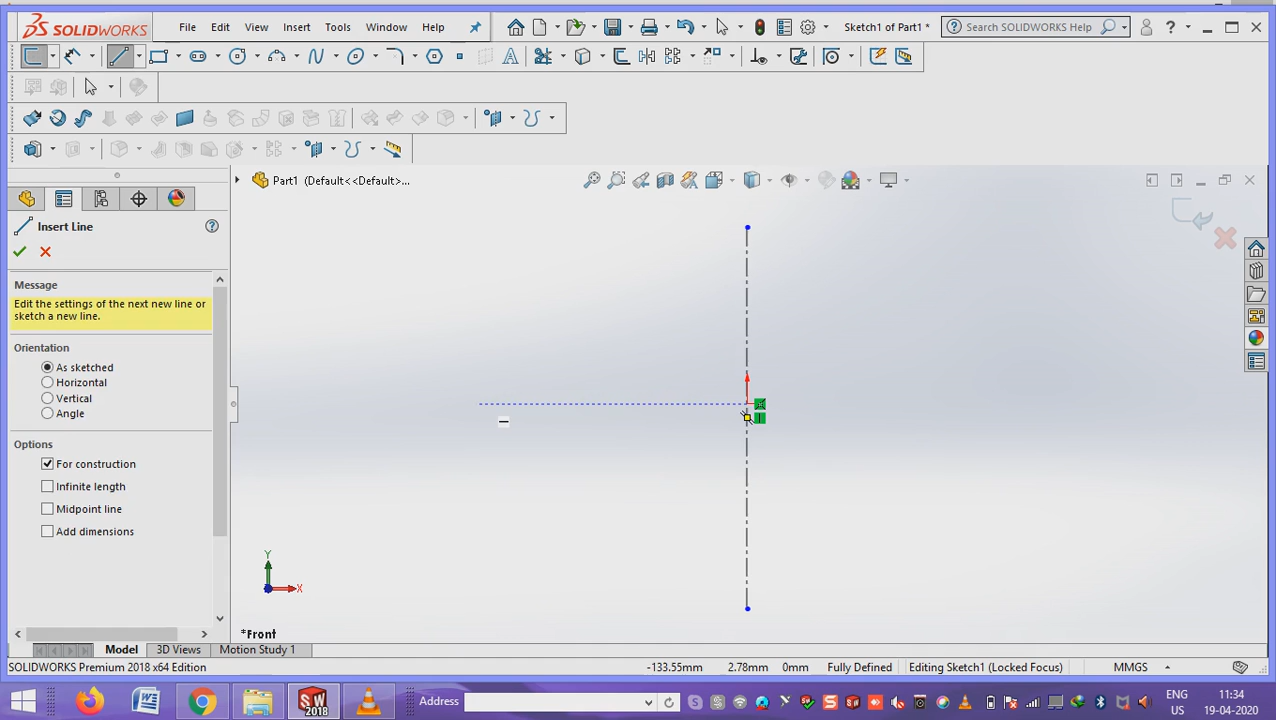 SOLIDWORKS File Edit View Insert Tools Window Help Sketch1 of Part1 * Search SOLIDWORKS Help
Part1 (Default<<Default>...
Insert Line
Message
Edit the settings of the next new line or
sketch a new line.
Orientation
As sketched
Horizontal
Vertical
Angle
Options
For construction
Infinite length
Midpoint line
Add dimensions
Y
X
*Front
Model 3D Views Motion Study 1
SOLIDWORKS Premium 2018 x64 Edition -133.55mm 2.78mm 0mm Fully Defined Editing Sketch1 (Locked Focus) MMGS
Address
ENG
US
11:34
19-04-2020
SW
2018